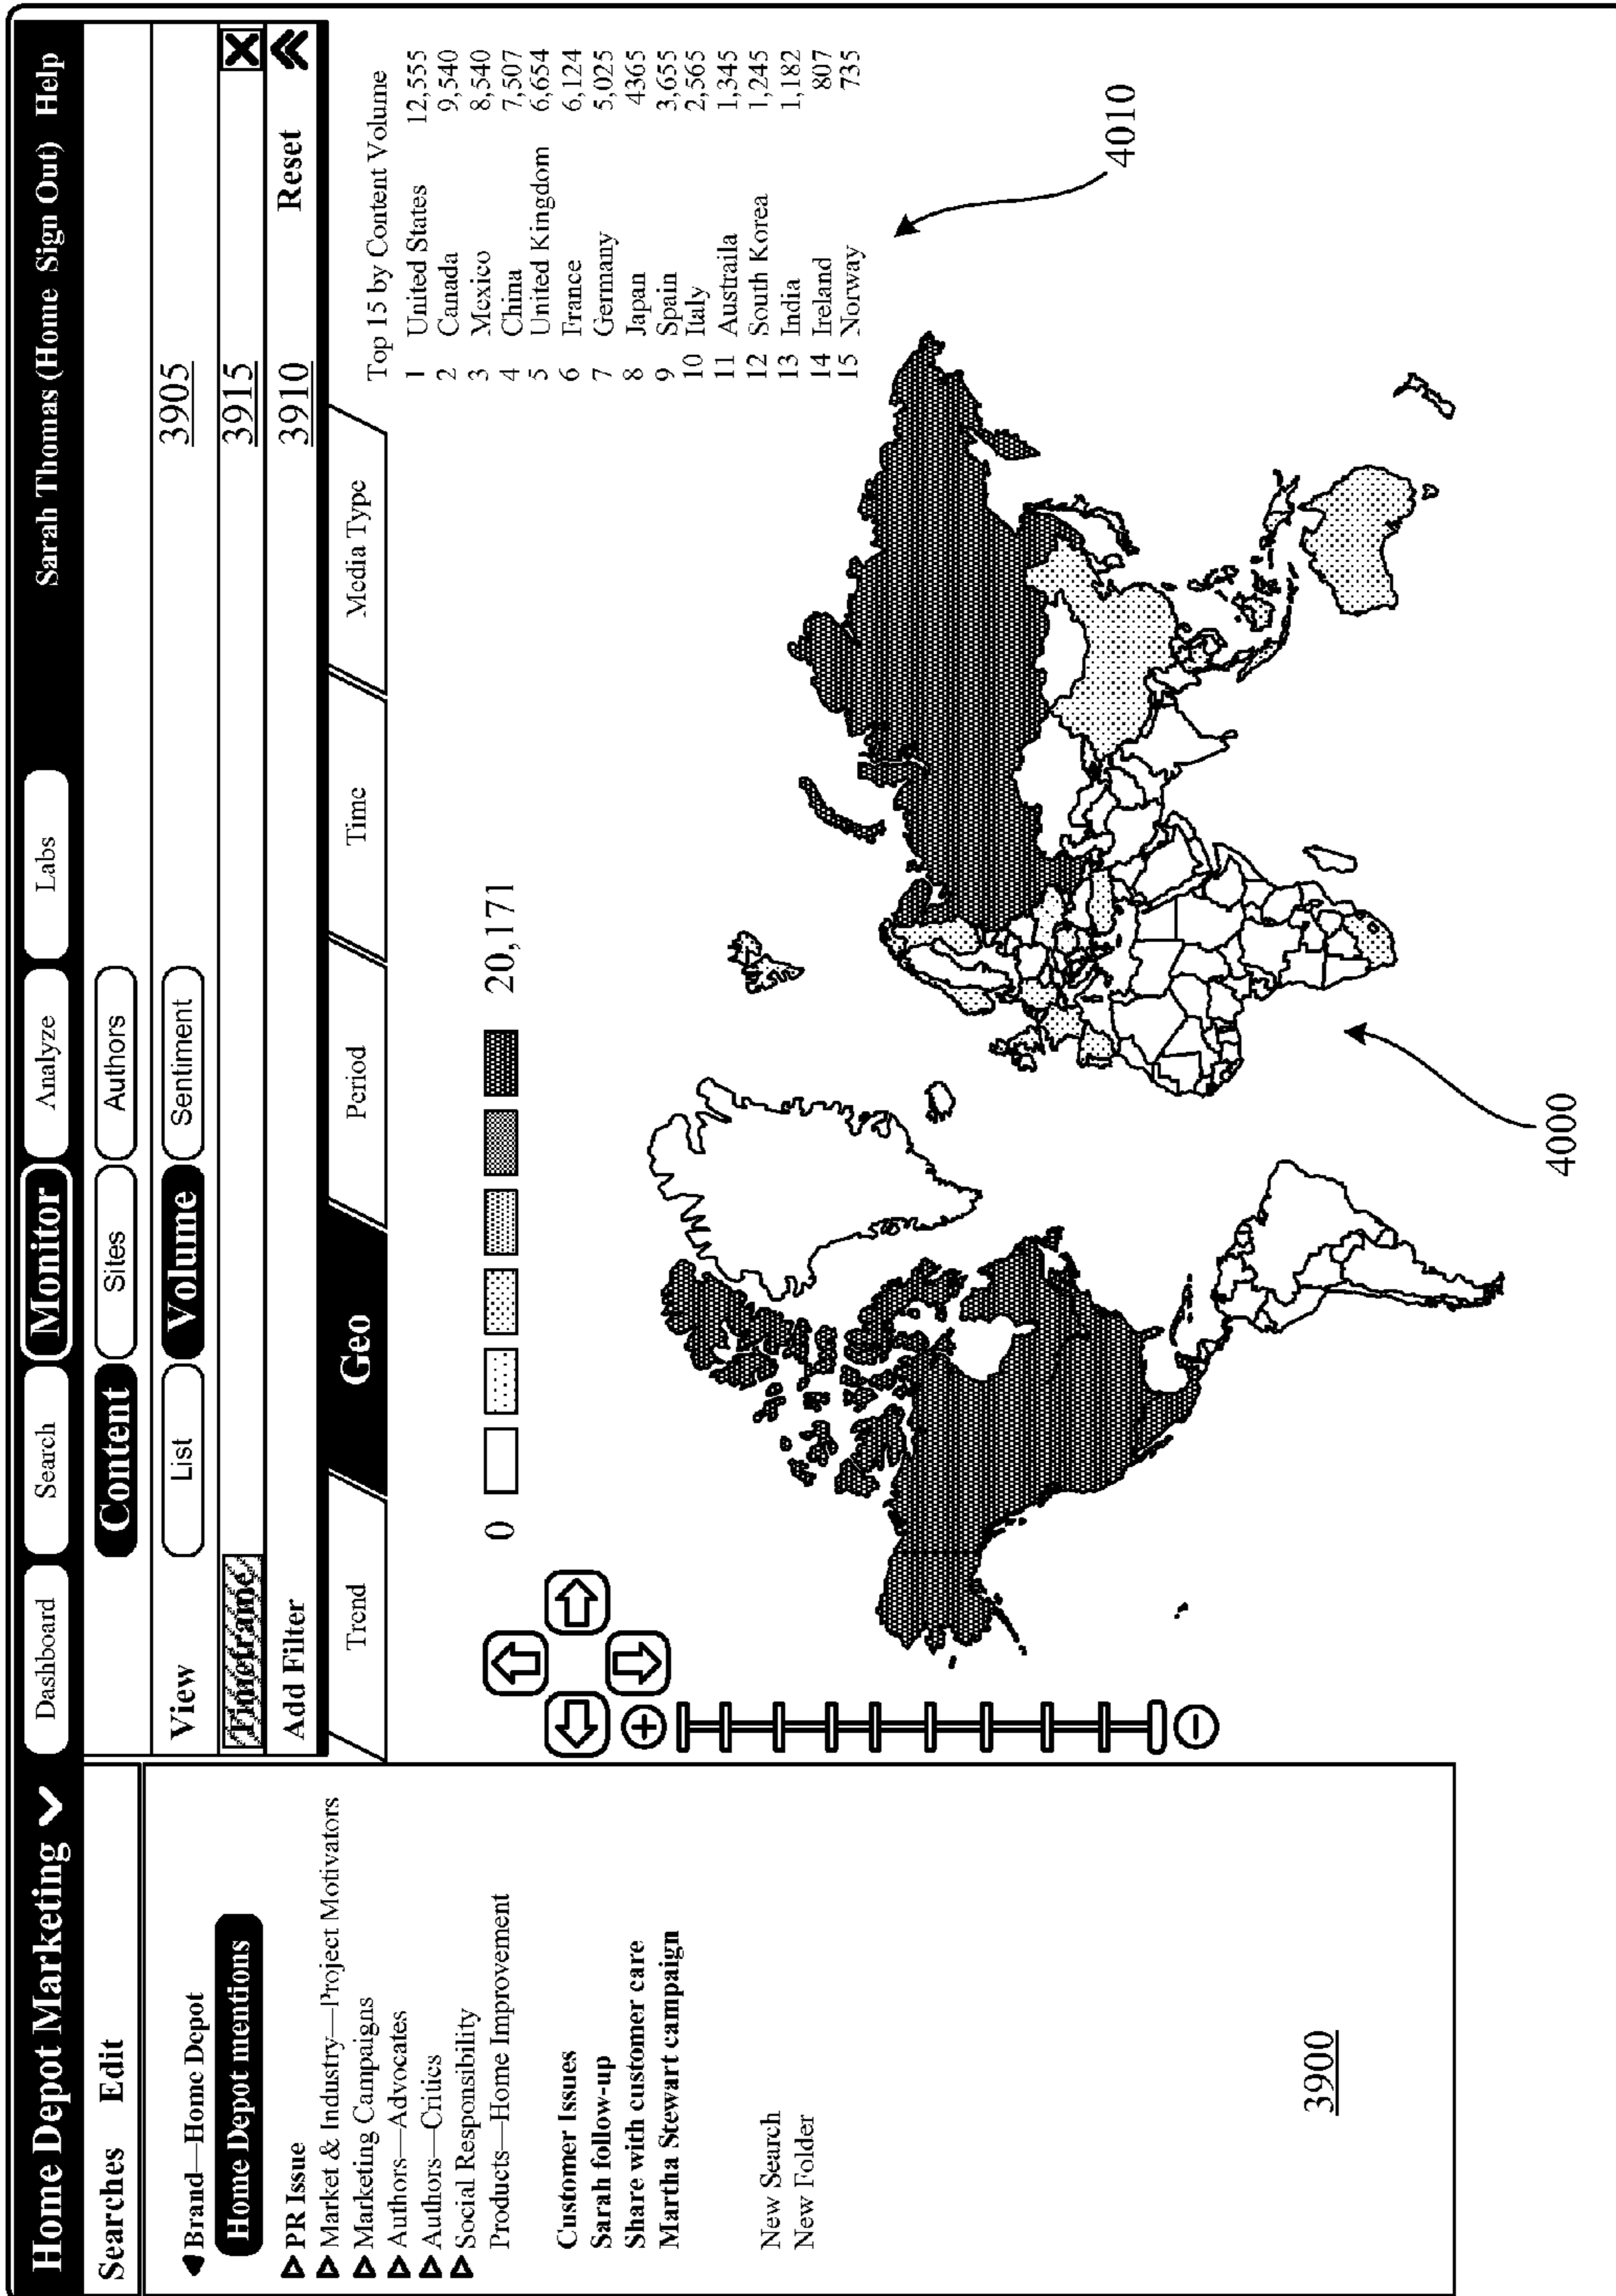 Home Depot Marketing Dashboard Search Monitor Analyze Labs Sarah Thomas (Home Sign Out) Help
Searches Edit
Content Sites Authors
View List Volume Sentiment 3905
Timeframe 3915
Add Filter 3910 Reset
Trend Geo Period Time Media Type
Brand—Home Depot
Home Depot mentions
PR Issue
Market & Industry—Project Motivators
Marketing Campaigns
Authors—Advocates
Authors—Critics
Social Responsibility
Products—Home Improvement
Customer Issues
Sarah follow-up
Share with customer care
Martha Stewart campaign
New Search
New Folder
3900
0 20,171
Top 15 by Content Volume
1 United States 12,555
2 Canada 9,540
3 Mexico 8,540
4 China 7,507
5 United Kingdom 6,654
6 France 6,124
7 Germany 5,025
8 Japan 4365
9 Spain 3,655
10 Italy 2,565
11 Austraila 1,345
12 South Korea 1,245
13 India 1,182
14 Ireland 807
15 Norway 735
4010
4000